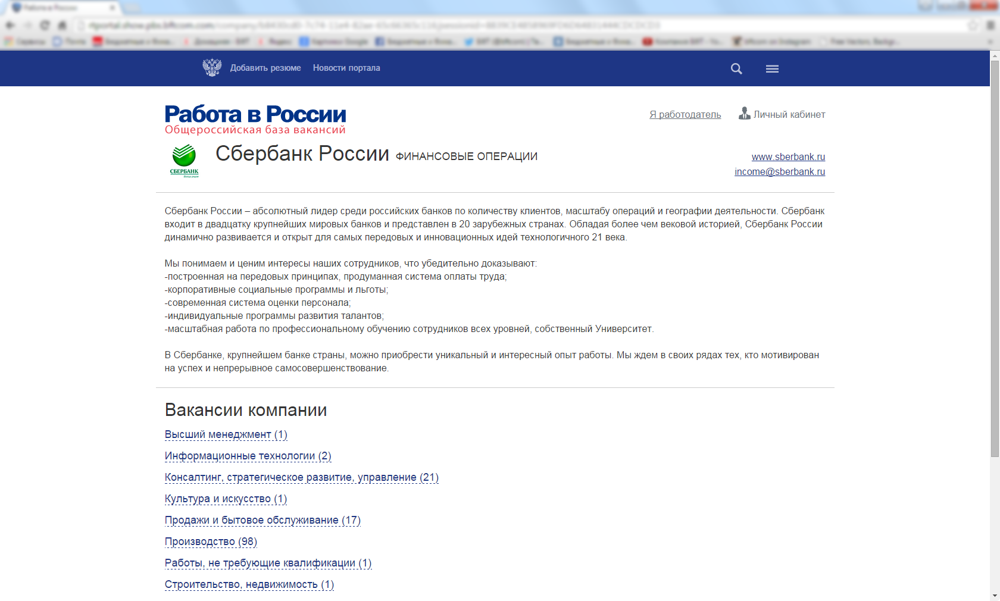 Добавить резюме
Новости портала
Работа в России
Общероссийская база вакансий
Я работодатель
Личный кабинет
СБЕРБАНК
Сбербанк России ФИНАНСОВЫЕ ОПЕРАЦИИ
www.sberbank.ru
income@sberbank.ru
Сбербанк России – абсолютный лидер среди российских банков по количеству клиентов, масштабу операций и географии деятельности. Сбербанк
входит в двадцатку крупнейших мировых банков и представлен в 20 зарубежных странах. Обладая более чем вековой историей, Сбербанк России
динамично развивается и открыт для самых передовых и инновационных идей технологичного 21 века.
Мы понимаем и ценим интересы наших сотрудников, что убедительно доказывают:
-построенная на передовых принципах, продуманная система оплаты труда;
-корпоративные социальные программы и льготы;
-современная система оценки персонала;
-индивидуальные программы развития талантов;
-масштабная работа по профессиональному обучению сотрудников всех уровней, собственный Университет.
В Сбербанке, крупнейшем банке страны, можно приобрести уникальный и интересный опыт работы. Мы ждем в своих рядах тех, кто мотивирован
на успех и непрерывное самосовершенствование.
Вакансии компании
Высший менеджмент (1)
Информационные технологии (2)
Консалтинг, стратегическое развитие, управление (21)
Культура и искусство (1)
Продажи и бытовое обслуживание (17)
Производство (98)
Работы, не требующие квалификации (1)
Строительство, недвижимость (1)